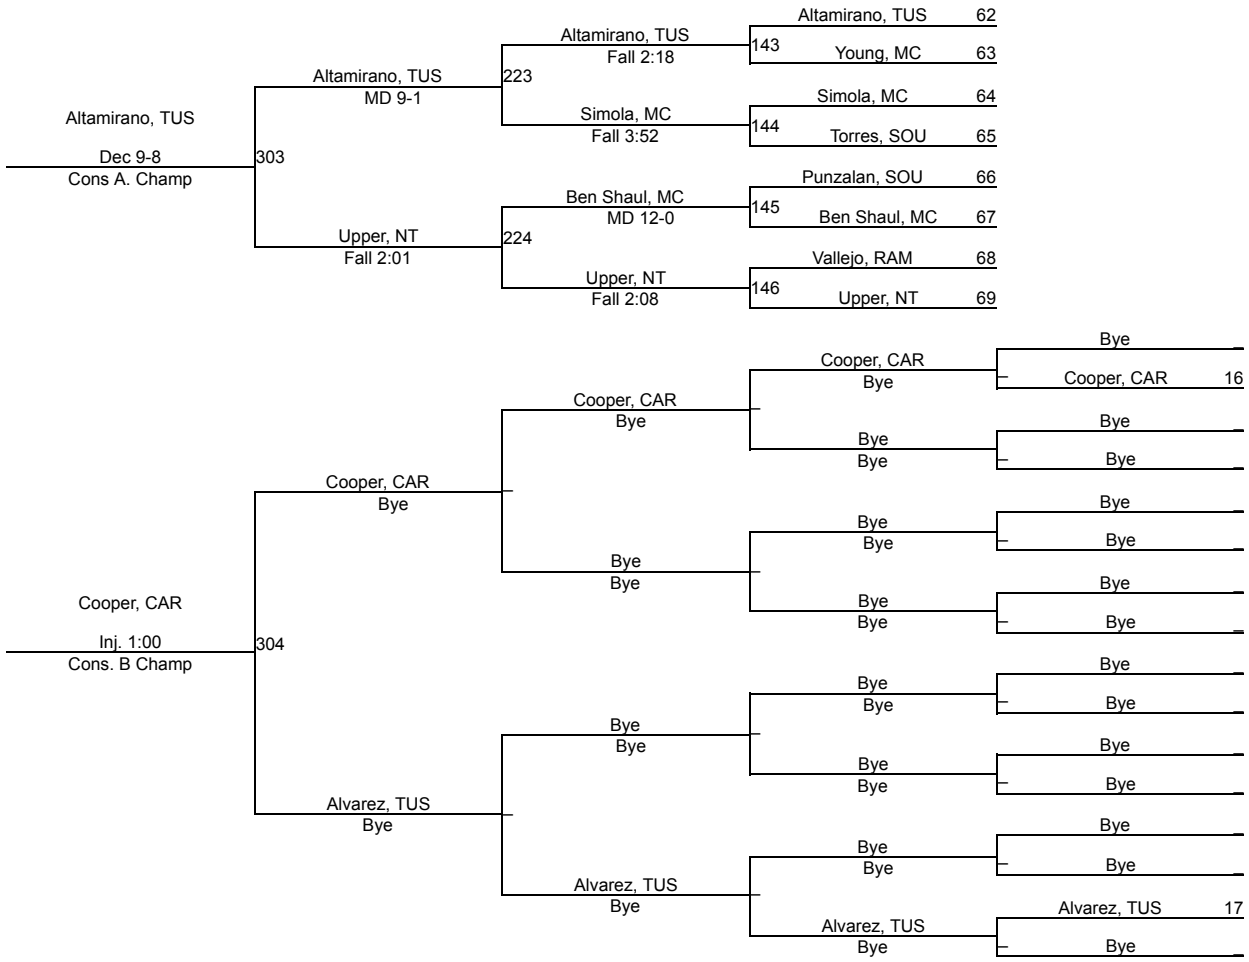 Altamirano, TUS 62
Altamirano, TUS
143
Fall 2:18
Young, MC 63
Altamirano, TUS
223
MD 9-1
Simola, MC 64
Simola, MC
144
Fall 3:52
Torres, SOU 65
Altamirano, TUS
Dec 9-8
303
Cons A. Champ
Punzalan, SOU 66
Ben Shaul, MC
145
MD 12-0
Ben Shaul, MC 67
Upper, NT
224
Fall 2:01
Vallejo, RAM 68
Upper, NT
146
Fall 2:08
Upper, NT 69
Bye _
Cooper, CAR
Bye
_
Cooper, CAR 16
Cooper, CAR
_
Bye
Bye _
Bye
Bye
_
Bye _
Cooper, CAR
_
Bye
Bye _
Bye
Bye
_
Bye _
Bye
_
Bye
Bye _
Bye
Bye
_
Bye _
Cooper, CAR
Inj. 1:00
304
Cons. B Champ
Bye _
Bye
Bye
_
Bye _
Bye
_
Bye
Bye _
Bye
Bye
_
Bye _
Alvarez, TUS
_
Bye
Bye _
Bye
Bye
_
Bye _
Alvarez, TUS
_
Bye
Alvarez, TUS 17
Alvarez, TUS
Bye
_
Bye _